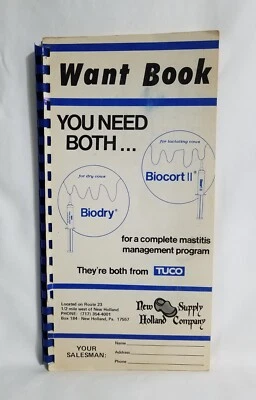 Want Book
YOU NEED
BOTH ...
for lactating cows
Biocort II®
for dry cows
Biodry®
for a complete mastitis
management program
They're both from TUCO
Located on Route 23
1/2 mile west of New Holland
PHONE: (717) 354-4001
Box 184 - New Holland, Pa. 17557
New Supply
Holland Company
YOUR
SALESMAN:
Name
Address
Phone